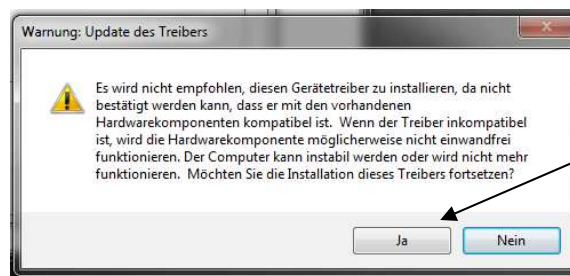 Warnung: Update des Treibers
Es wird nicht empfohlen, diesen Gerätetreiber zu installieren, da nicht
bestätigt werden kann, dass er mit den vorhandenen
Hardwarekomponenten kompatibel ist. Wenn der Treiber inkompatibel
ist, wird die Hardwarekomponente möglicherweise nicht einwandfrei
funktionieren. Der Computer kann instabil werden oder wird nicht mehr
funktionieren. Möchten Sie die Installation dieses Treibers fortsetzen?
Ja Nein